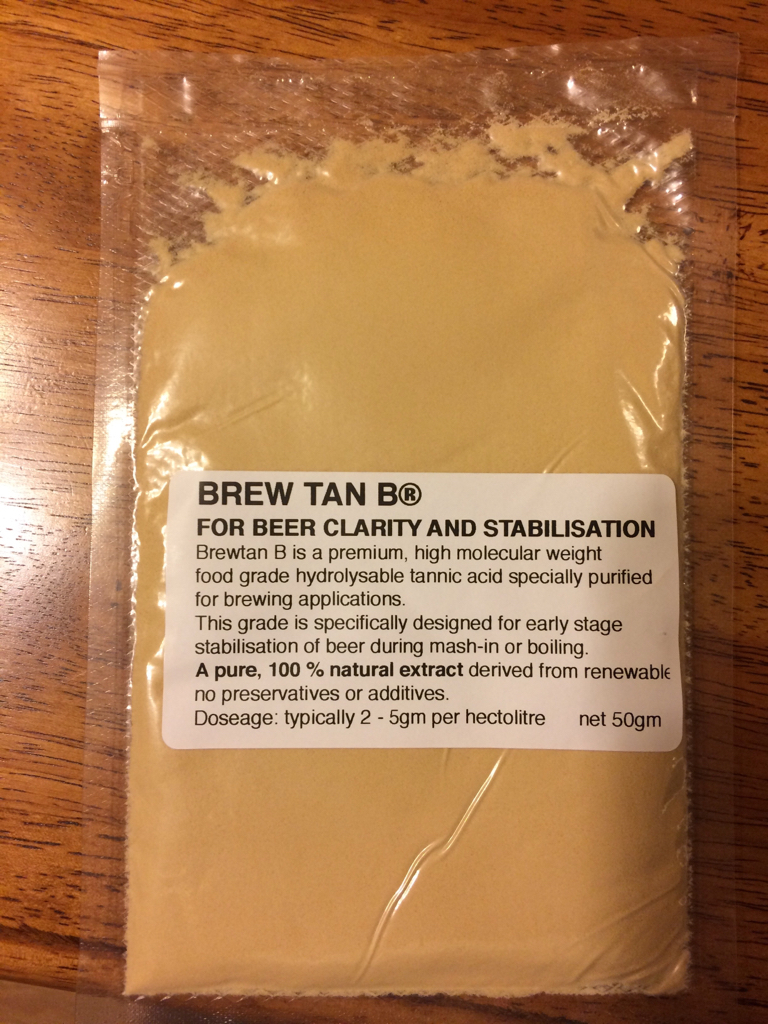 BREW TAN B®
FOR BEER CLARITY AND STABILISATION
Brewtan B is a premium, high molecular weight
food grade hydrolysable tannic acid specially purified
for brewing applications.
This grade is specifically designed for early stage
stabilisation of beer during mash-in or boiling.
A pure, 100 % natural extract derived from renewable
no preservatives or additives.
Doseage: typically 2 - 5gm per hectolitre net 50gm